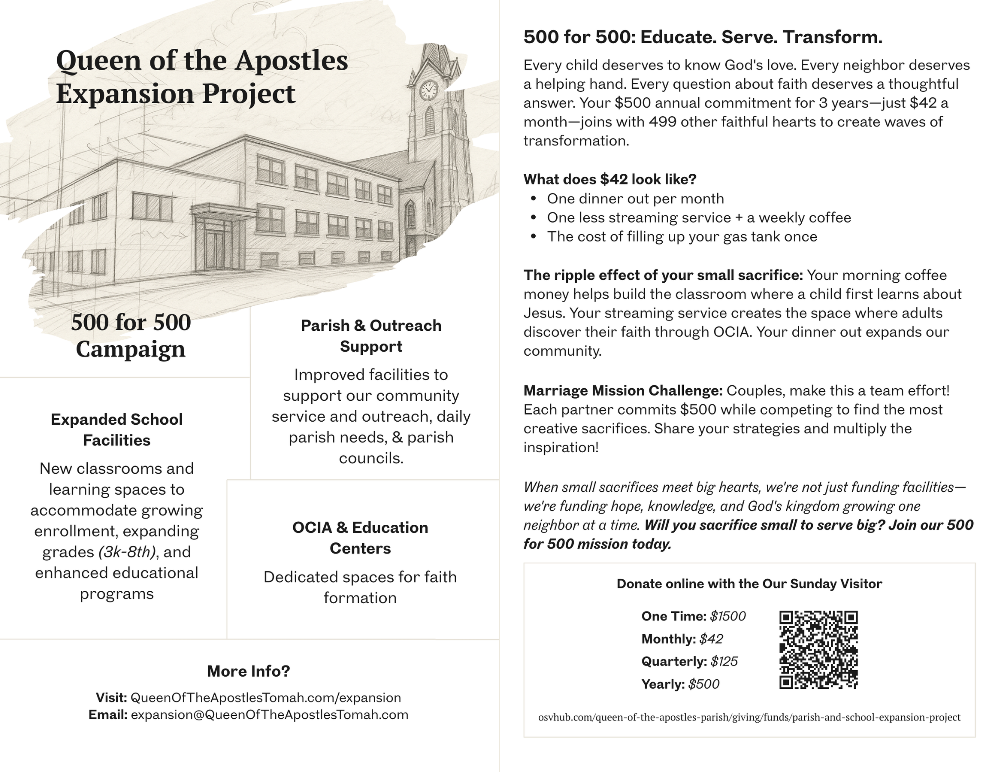 Queen of the Apostles
Expansion Project
500 for 500
Campaign
Parish & Outreach
Support
Improved facilities to
support our community
service and outreach, daily
parish needs, & parish
councils.
Expanded School
Facilities
New classrooms and
learning spaces to
accommodate growing
enrollment, expanding
grades (3k-8th), and
enhanced educational
programs
OCIA & Education
Centers
Dedicated spaces for faith
formation
More Info?
Visit: QueenOfTheApostlesTomah.com/expansion
Email: expansion@QueenOfTheApostlesTomah.com
500 for 500: Educate. Serve. Transform.
Every child deserves to know God's love. Every neighbor deserves
a helping hand. Every question about faith deserves a thoughtful
answer. Your $500 annual commitment for 3 years—just $42 a
month—joins with 499 other faithful hearts to create waves of
transformation.
What does $42 look like?
• One dinner out per month
• One less streaming service + a weekly coffee
• The cost of filling up your gas tank once
The ripple effect of your small sacrifice: Your morning coffee
money helps build the classroom where a child first learns about
Jesus. Your streaming service creates the space where adults
discover their faith through OCIA. Your dinner out expands our
community.
Marriage Mission Challenge: Couples, make this a team effort!
Each partner commits $500 while competing to find the most
creative sacrifices. Share your strategies and multiply the
inspiration!
When small sacrifices meet big hearts, we're not just funding facilities—
we're funding hope, knowledge, and God's kingdom growing one
neighbor at a time. Will you sacrifice small to serve big? Join our 500
for 500 mission today.
Donate online with the Our Sunday Visitor
One Time: $1500
Monthly: $42
Quarterly: $125
Yearly: $500
osvhub.com/queen-of-the-apostles-parish/giving/funds/parish-and-school-expansion-project